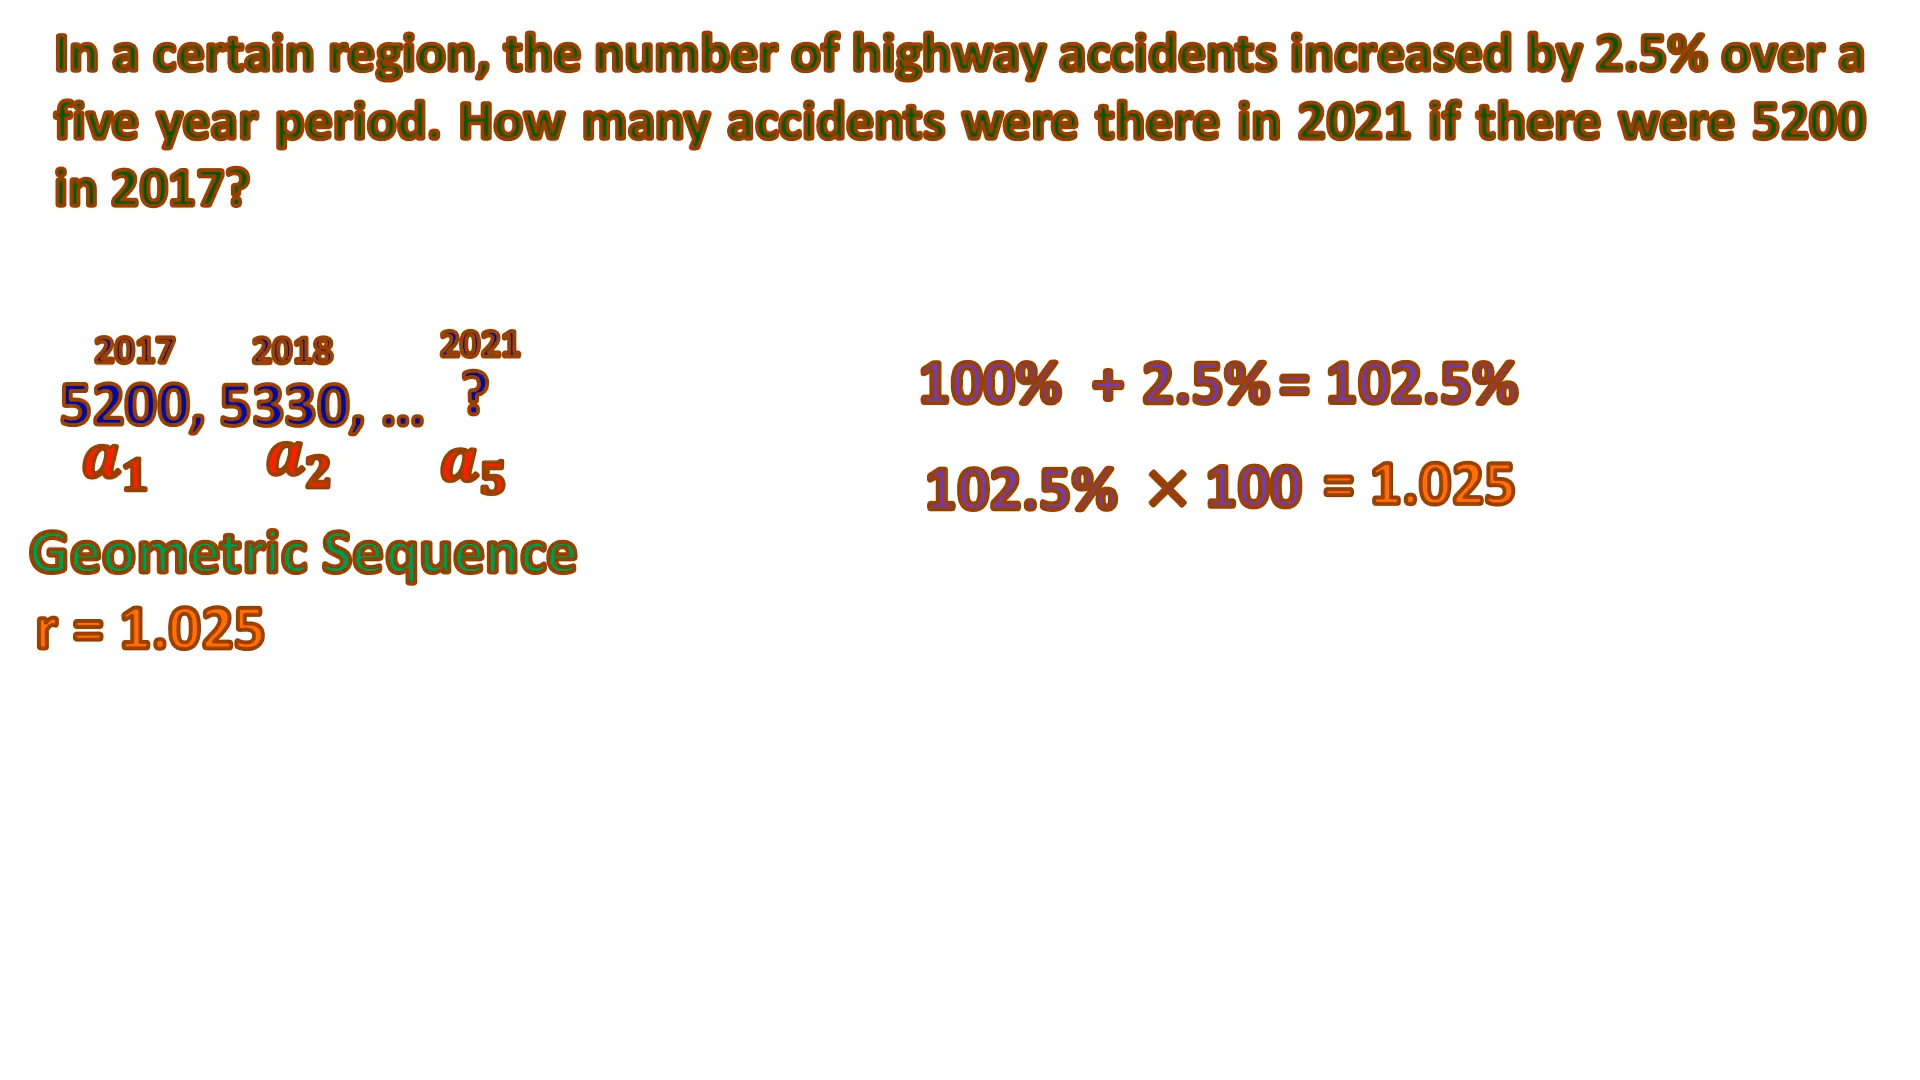 In a certain region, the number of highway accidents increased by 2.5% over a
five year period. How many accidents were there in 2021 if there were 5200
in 2017?
2017 2018 2021
5200, 5330, ... ?
a₁ a₂ a₅
Geometric Sequence
r = 1.025
100% + 2.5% = 102.5%
102.5% × 100 = 1.025